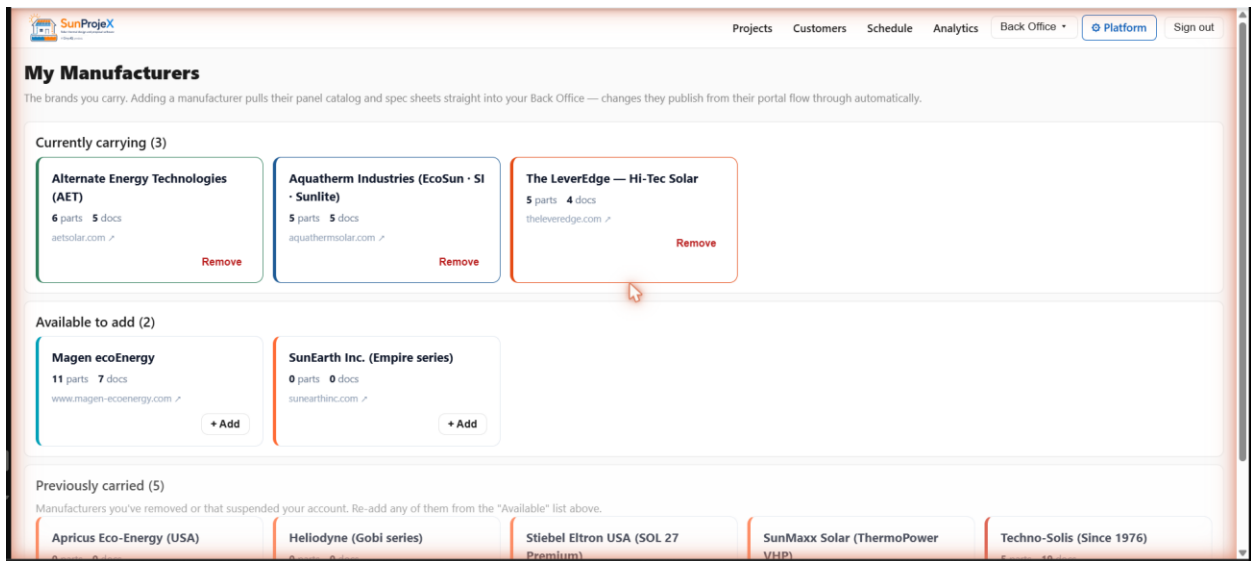 SunProjeX
Projects Customers Schedule Analytics Back Office ▾ ⚙ Platform Sign out
My Manufacturers
The brands you carry. Adding a manufacturer pulls their panel catalog and spec sheets straight into your Back Office — changes they publish from their portal flow through automatically.
Currently carrying (3)
Alternate Energy Technologies
(AET)
6 parts 5 docs
aetsolar.com ↗
Remove
Aquatherm Industries (EcoSun · SI
· Sunlite)
5 parts 5 docs
aquathermsolar.com ↗
Remove
The LeverEdge — Hi-Tec Solar
5 parts 4 docs
theleveredge.com ↗
Remove
Available to add (2)
Magen ecoEnergy
11 parts 7 docs
www.magen-ecoenergy.com ↗
+ Add
SunEarth Inc. (Empire series)
0 parts 0 docs
sunearthinc.com ↗
+ Add
Previously carried (5)
Manufacturers you've removed or that suspended your account. Re-add any of them from the "Available" list above.
Apricus Eco-Energy (USA)
Heliodyne (Gobi series)
Stiebel Eltron USA (SOL 27
Premium)
SunMaxx Solar (ThermoPower
VHP)
Techno-Solis (Since 1976)